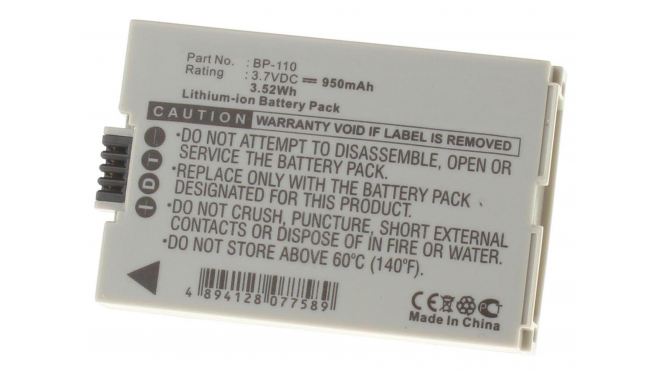 Part No. : BP-110
Rating : 3.7VDC 950mAh
3.52Wh
Lithium-ion Battery Pack
CAUTION WARRANTY VOID IF LABEL IS REMOVED
•DO NOT ATTEMPT TO DISASSEMBLE, OPEN OR
SERVICE THE BATTERY PACK.
•REPLACE ONLY WITH THE BATTERY PACK
DESIGNATED FOR THIS PRODUCT.
•DO NOT CRUSH, PUNCTURE, SHORT EXTERNAL
CONTACTS OR DISPOSE OF IN FIRE OR WATER.
•DO NOT STORE ABOVE 60°C (140°F).
− D T +
4 894128 077589
CE
Made In China